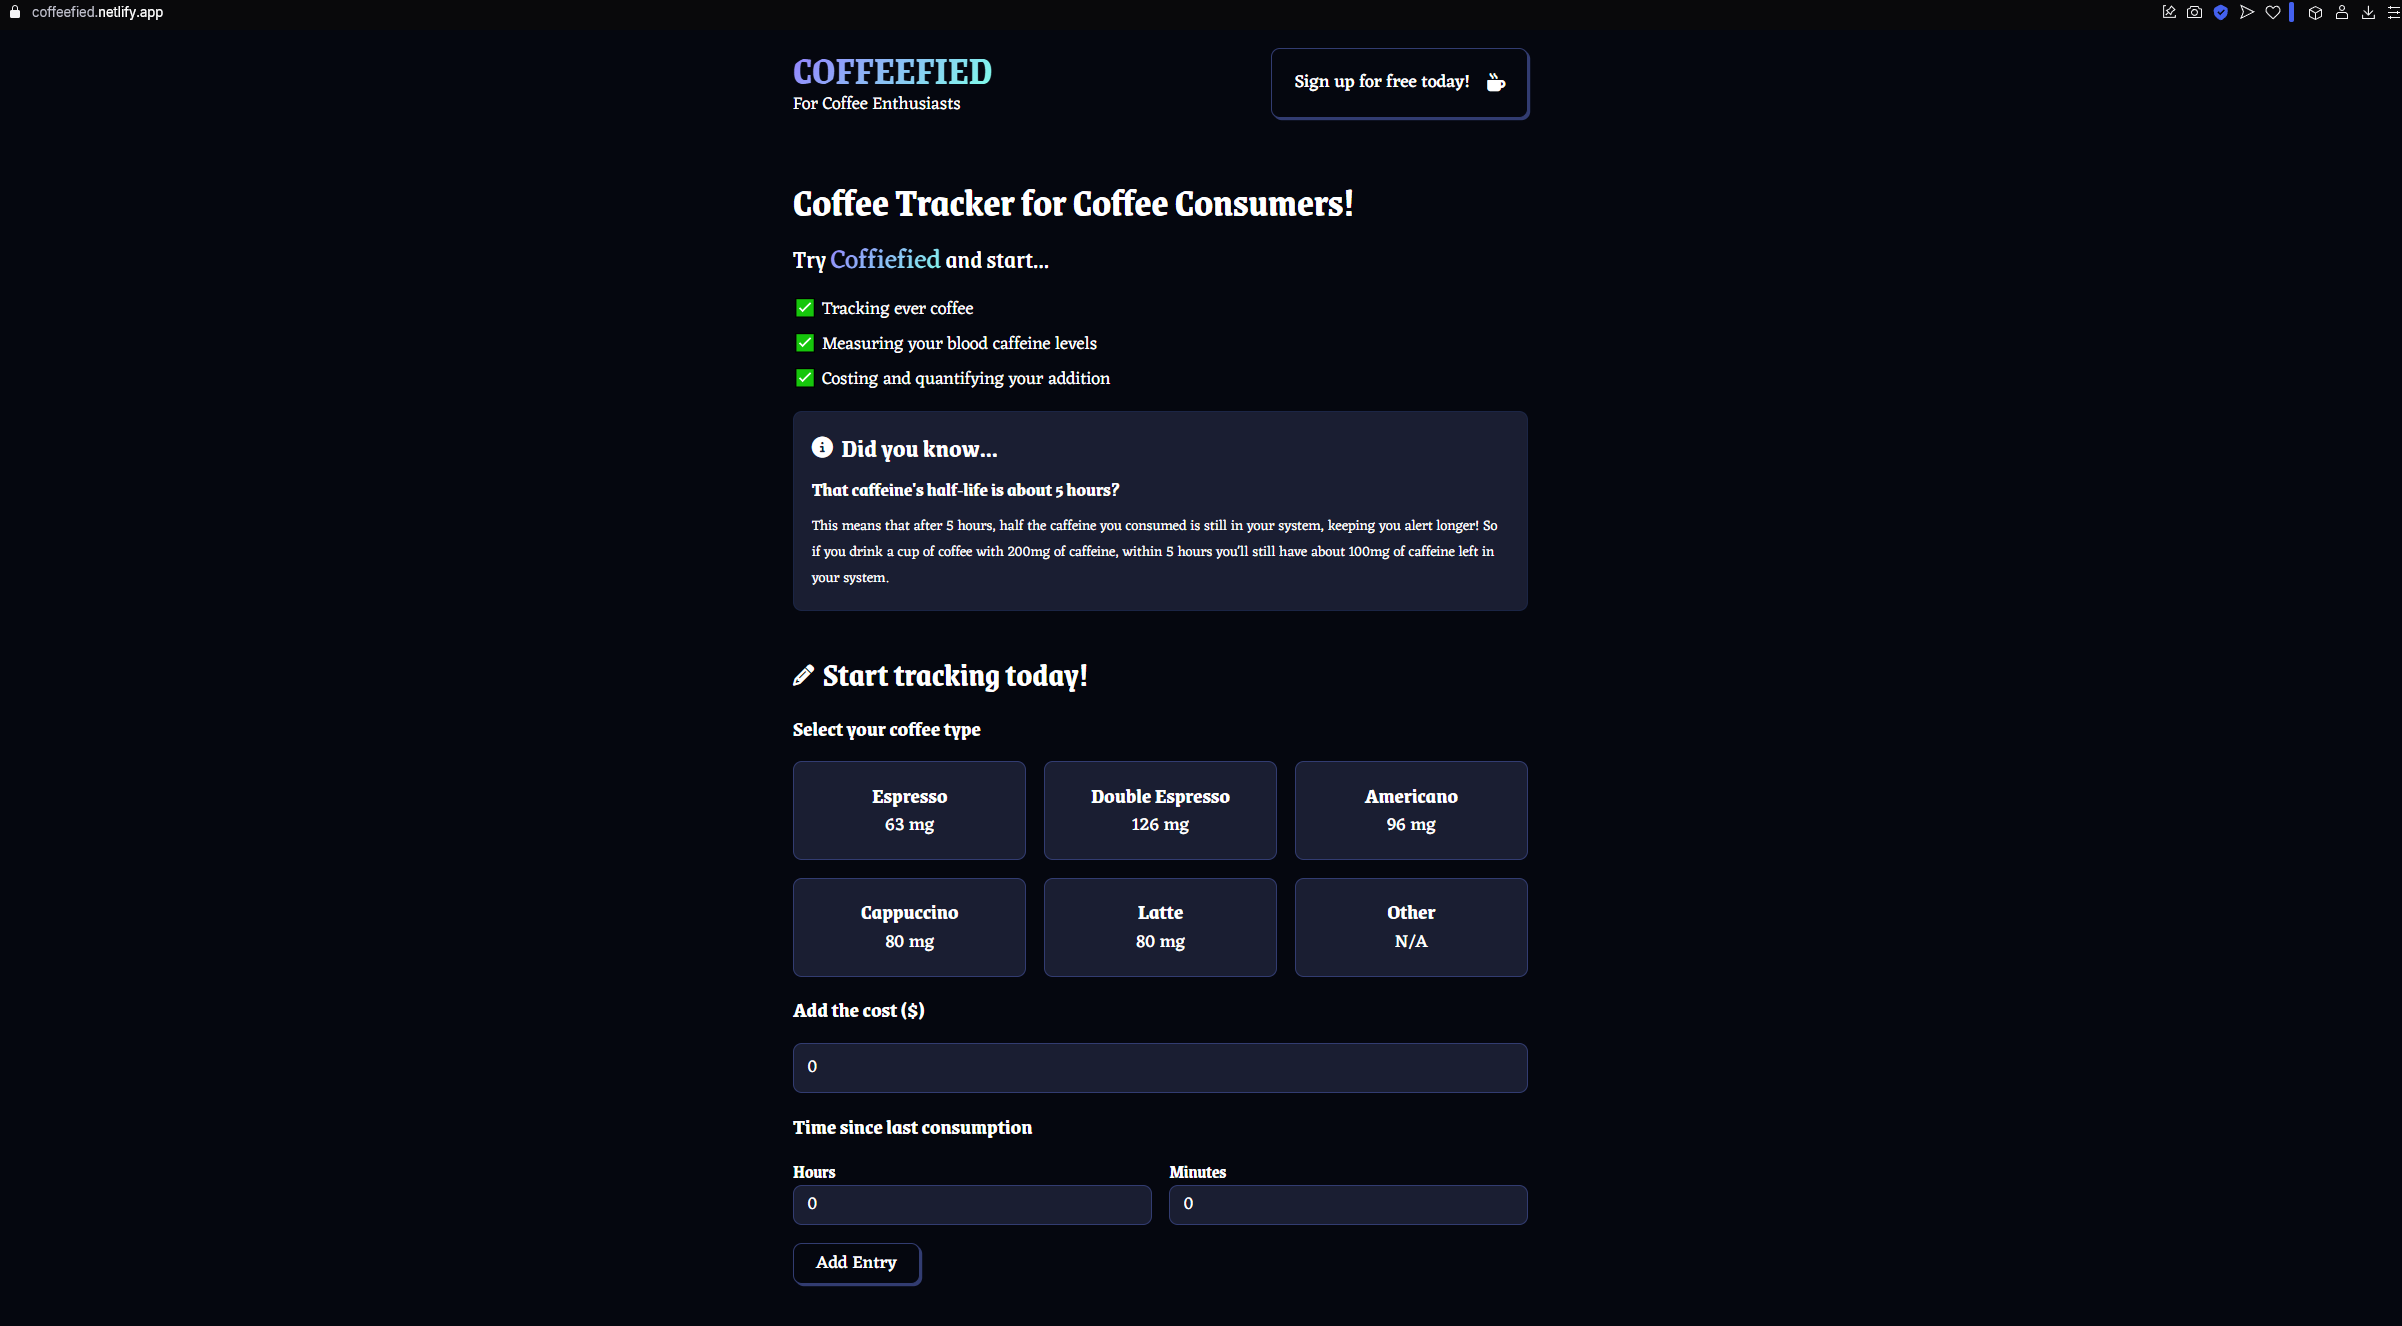 coffeefied.netlify.app
COFFEEFIED
For Coffee Enthusiasts
Sign up for free today!
Coffee Tracker for Coffee Consumers!
Try Coffiefied and start...
Tracking ever coffee
Measuring your blood caffeine levels
Costing and quantifying your addition
Did you know...
That caffeine's half-life is about 5 hours?
This means that after 5 hours, half the caffeine you consumed is still in your system, keeping you alert longer! So
if you drink a cup of coffee with 200mg of caffeine, within 5 hours you'll still have about 100mg of caffeine left in
your system.
Start tracking today!
Select your coffee type
Espresso
63 mg
Double Espresso
126 mg
Americano
96 mg
Cappuccino
80 mg
Latte
80 mg
Other
N/A
Add the cost ($)
0
Time since last consumption
Hours
0
Minutes
0
Add Entry